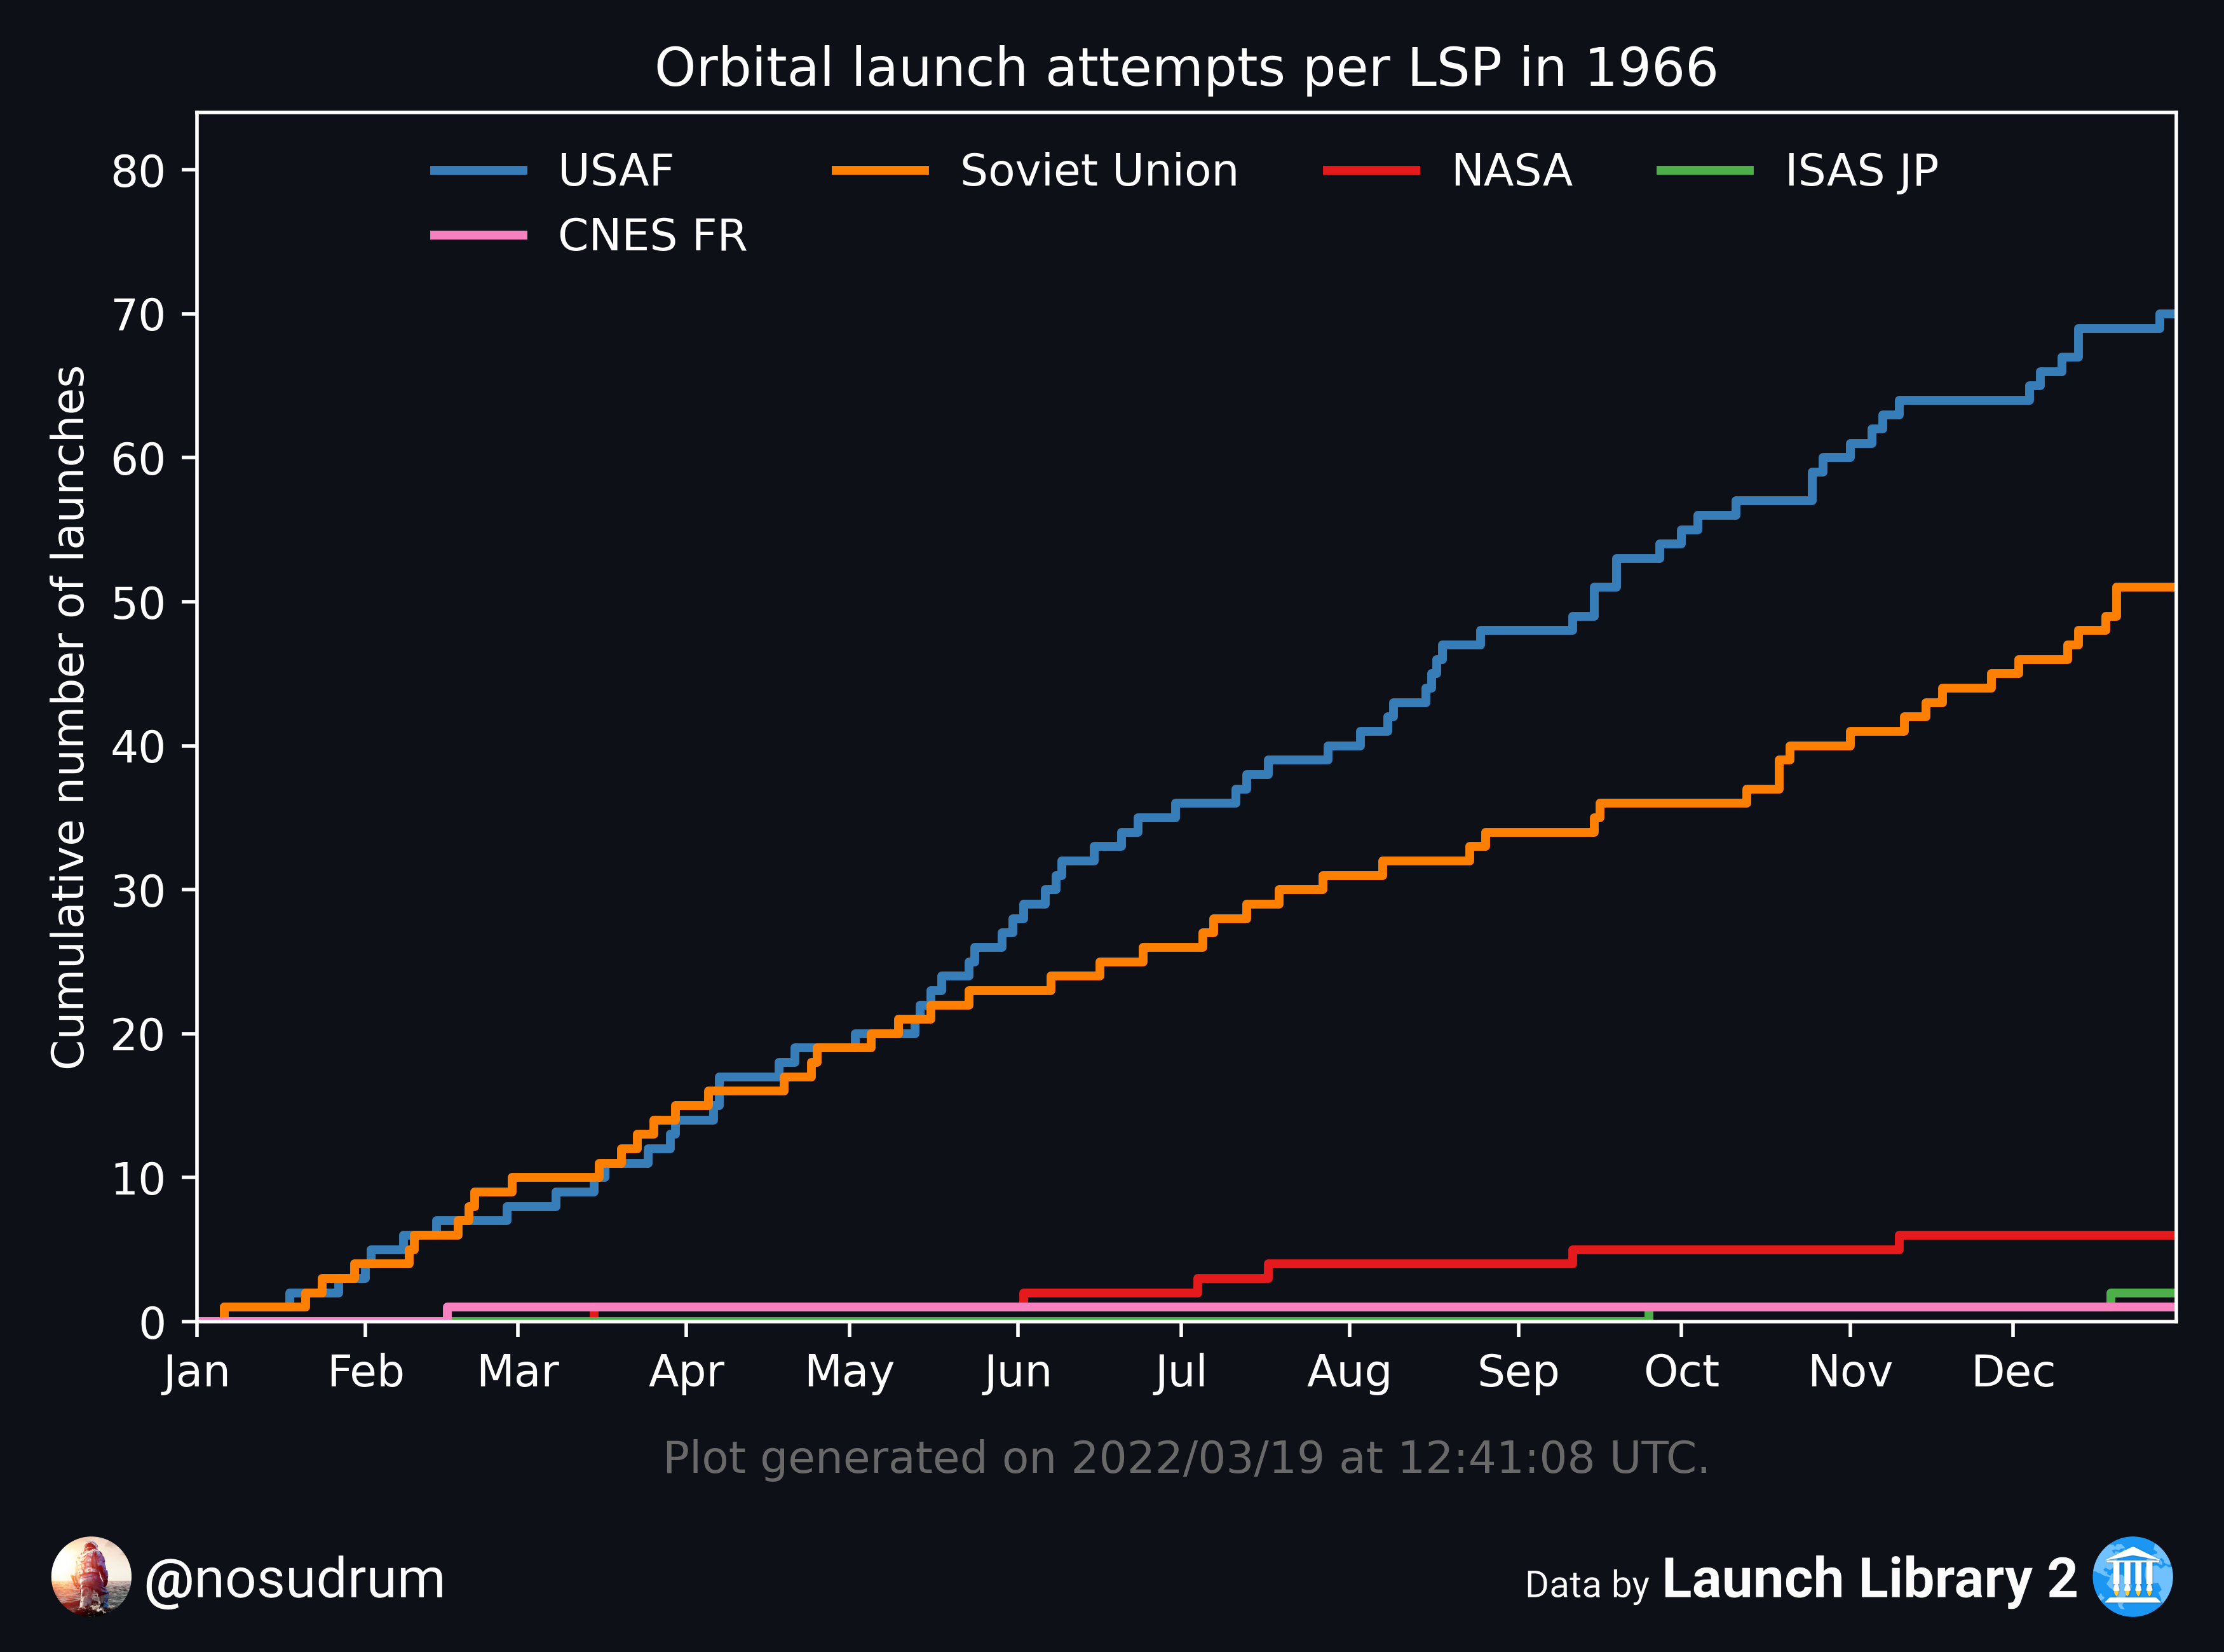 Orbital launch attempts per LSP in 1966
USAF Soviet Union NASA ISAS JP
CNES FR
Cumulative number of launches
80
70
60
50
40
30
20
10
0
Jan Feb Mar Apr May Jun Jul Aug Sep Oct Nov Dec
Plot generated on 2022/03/19 at 12:41:08 UTC.
@nosudrum
Data by Launch Library 2